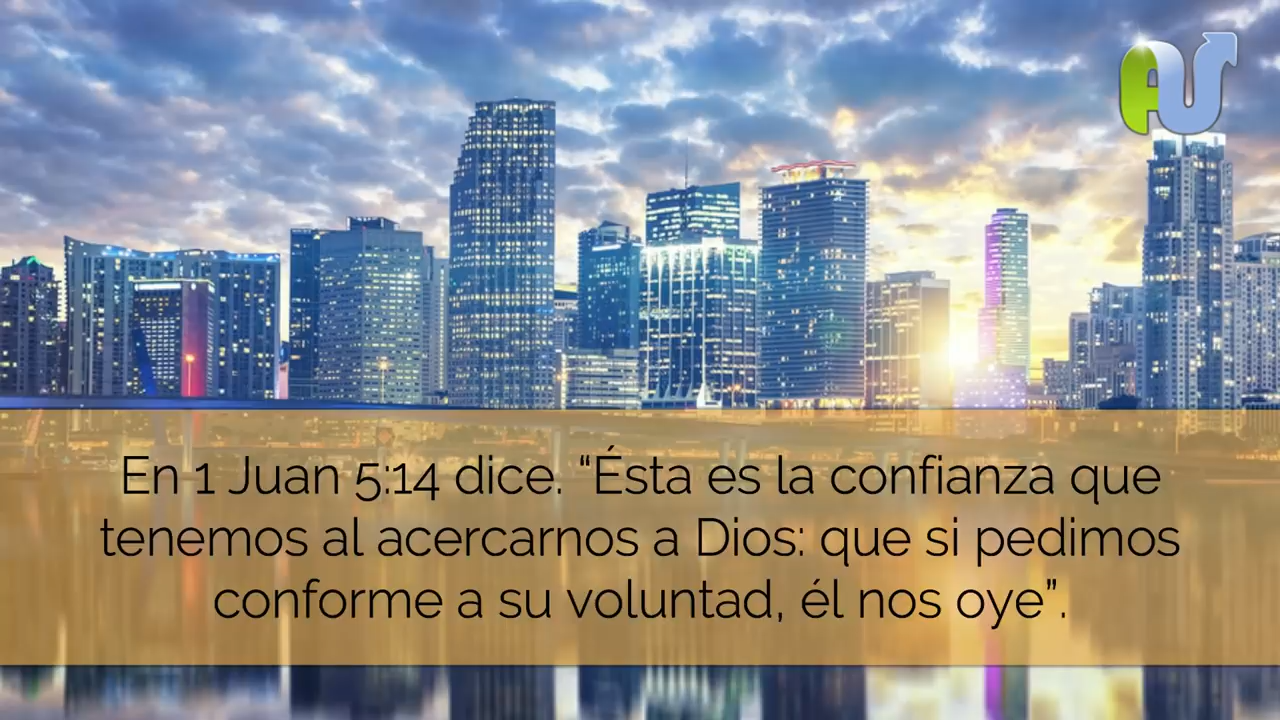 AU
En 1 Juan 5:14 dice. “Ésta es la confianza que
tenemos al acercarnos a Dios: que si pedimos
conforme a su voluntad, él nos oye”.